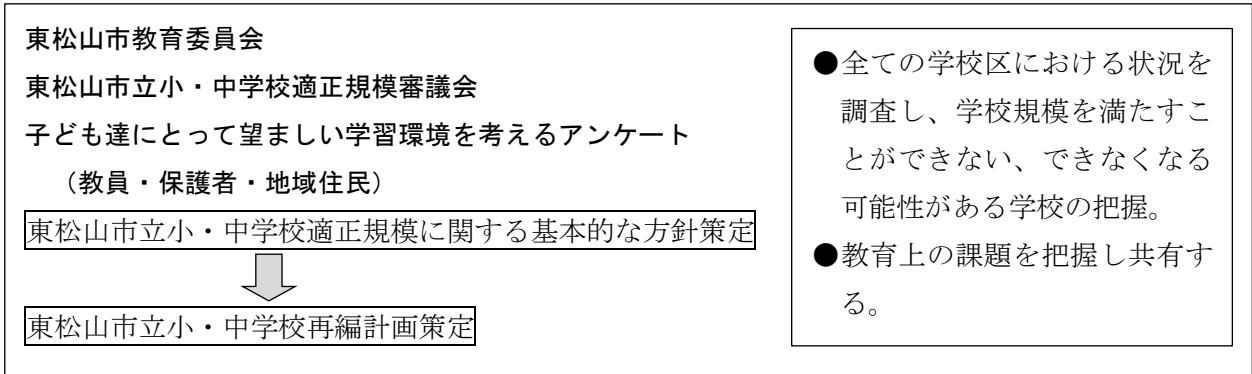 東松山市教育委員会
東松山市立小・中学校適正規模審議会
子ども達にとって望ましい学習環境を考えるアンケート
（教員・保護者・地域住民）
東松山市立小・中学校適正規模に関する基本的な方針策定
東松山市立小・中学校再編計画策定
●全ての学校区における状況を
調査し、学校規模を満たすこ
とができない、できなくなる
可能性がある学校の把握。
●教育上の課題を把握し共有す
る。